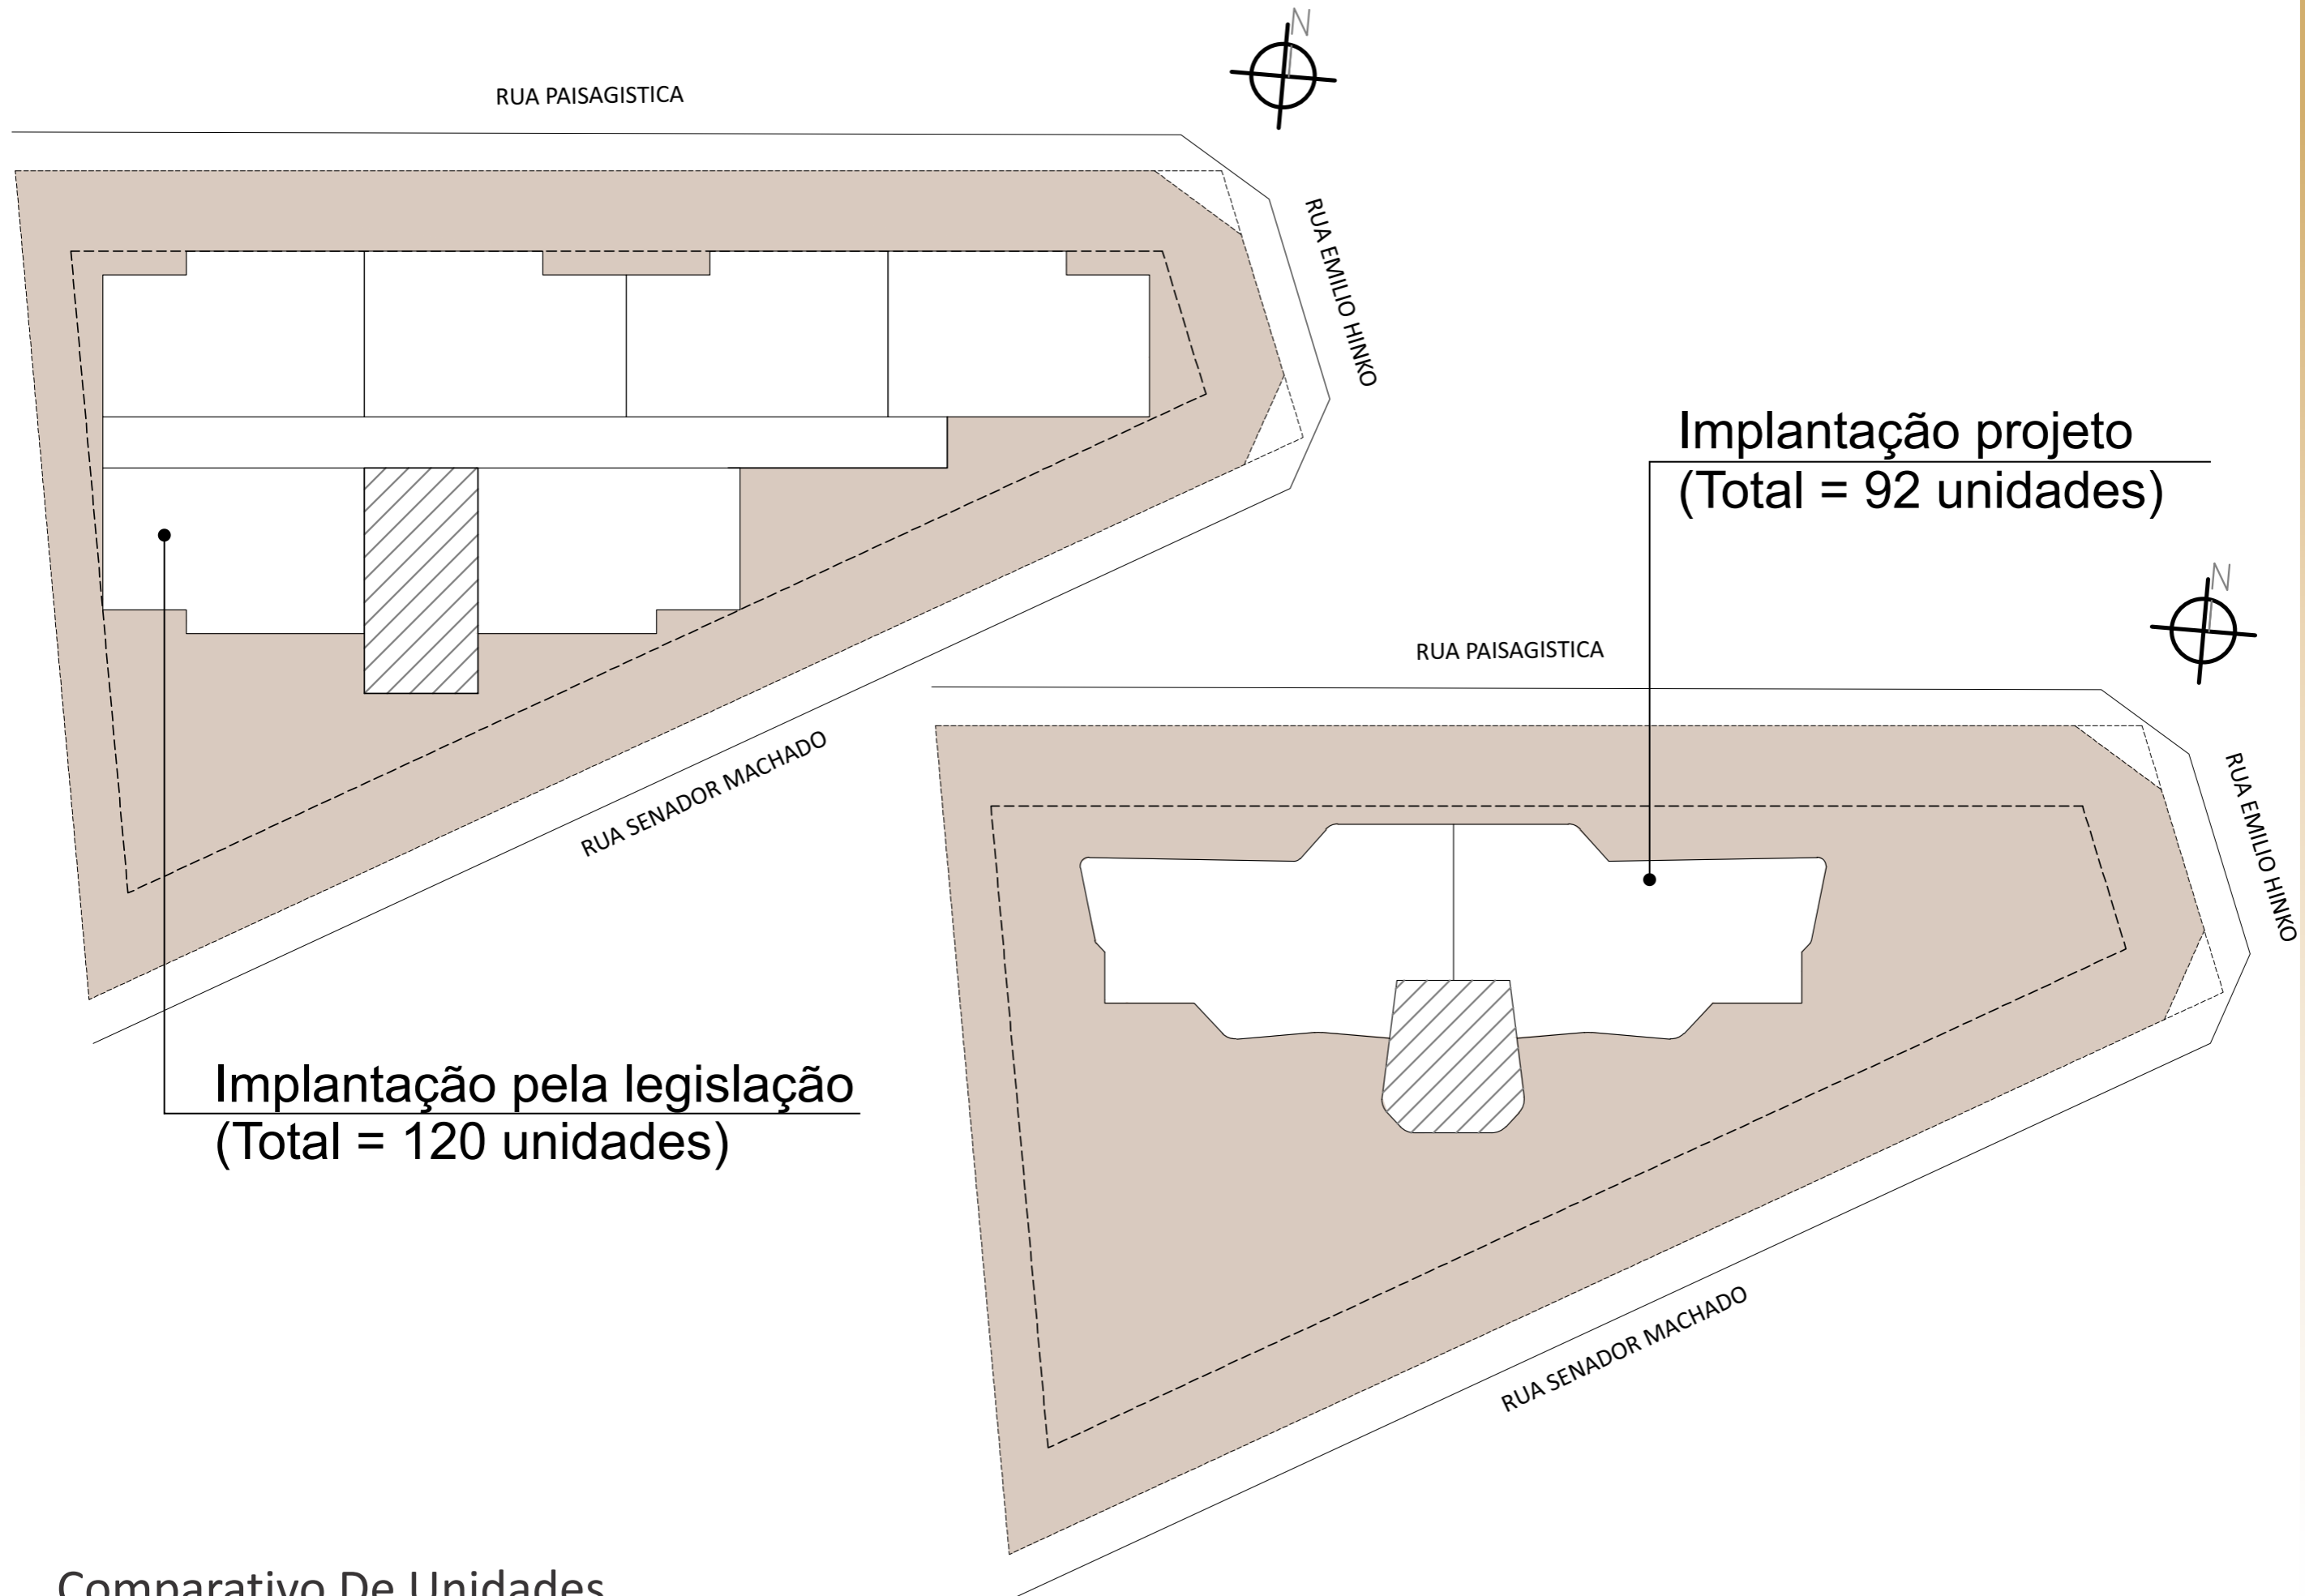 N
RUA PAISAGISTICA
RUA EMILIO HINKO
RUA SENADOR MACHADO
Implantação pela legislação
(Total = 120 unidades)
Implantação projeto
(Total = 92 unidades)
N
RUA PAISAGISTICA
RUA EMILIO HINKO
RUA SENADOR MACHADO
Comparativo De Unidades